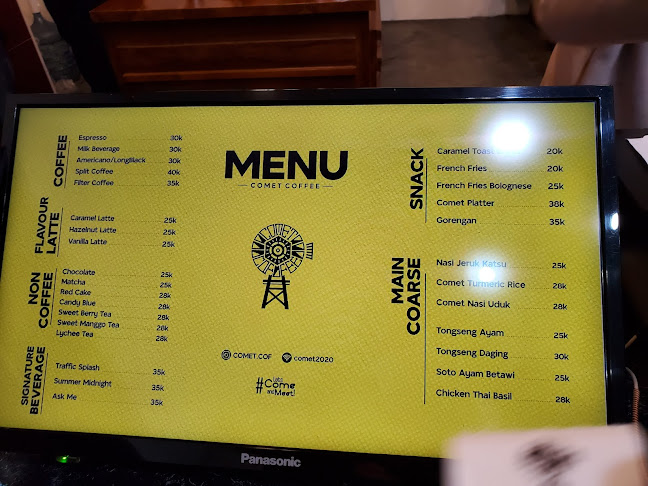 COFFEE
Espresso 30k
Milk Beverage 30k
Americano/LongBlack 30k
Split Coffee 40k
Filter Coffee 35k
FLAVOUR
LATTE
Caramel Latte 25k
Hazelnut Latte 25k
Vanilla Latte 25k
NON
COFFEE
Chocolate 25k
Matcha 25k
Red Cake 28k
Candy Blue 28k
Sweet Berry Tea 28k
Sweet Manggo Tea 28k
Lychee Tea 28k
SIGNATURE
BEVERAGE
Traffic Splash 35k
Summer Midnight 35k
Ask Me 35k
MENU
COMET COFFEE
COMET.COF comet2020
#Let's
Come
and Meet!
SNACK
Caramel Toast 20k
French Fries 20k
French Fries Bolognese 25k
Comet Platter 38k
Gorengan 35k
MAIN
COARSE
Nasi Jeruk Katsu 25k
Comet Turmeric Rice 28k
Comet Nasi Uduk 28k
Tongseng Ayam 25k
Tongseng Daging 30k
Soto Ayam Betawi 25k
Chicken Thai Basil 28k
Panasonic